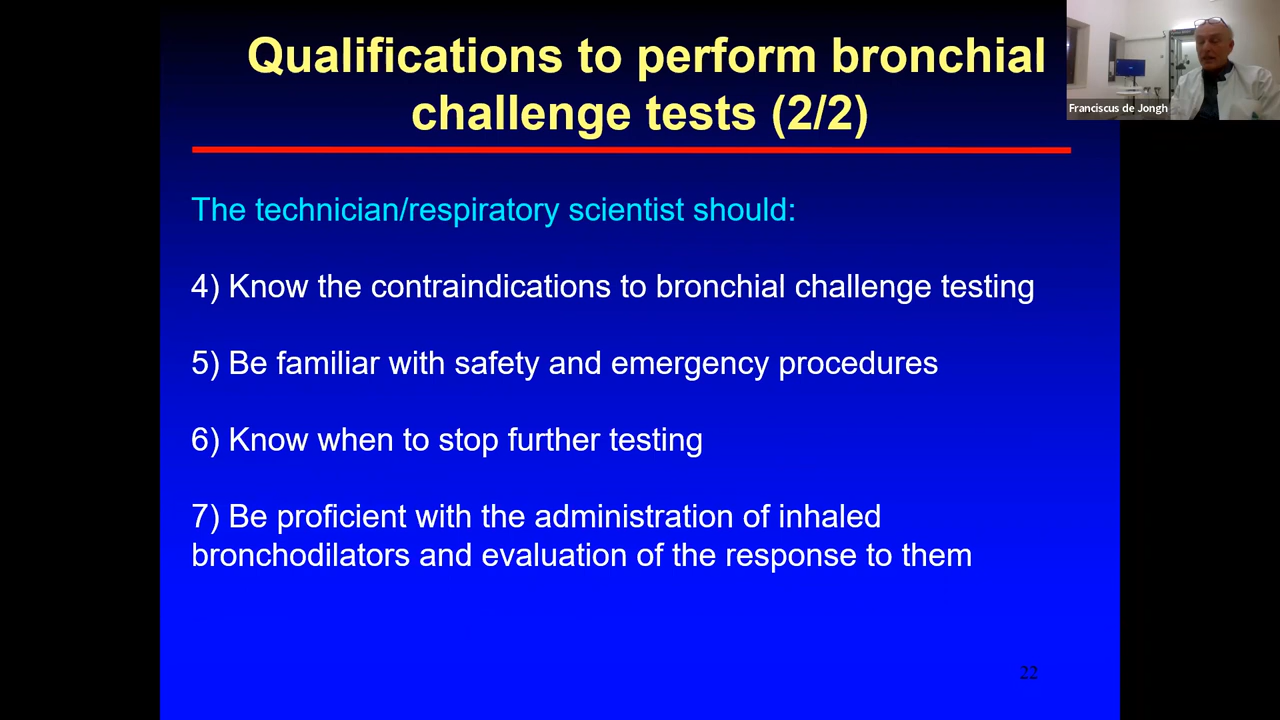 Qualifications to perform bronchial
challenge tests (2/2)
Franciscus de Jongh
The technician/respiratory scientist should:
4) Know the contraindications to bronchial challenge testing
5) Be familiar with safety and emergency procedures
6) Know when to stop further testing
7) Be proficient with the administration of inhaled
bronchodilators and evaluation of the response to them
22